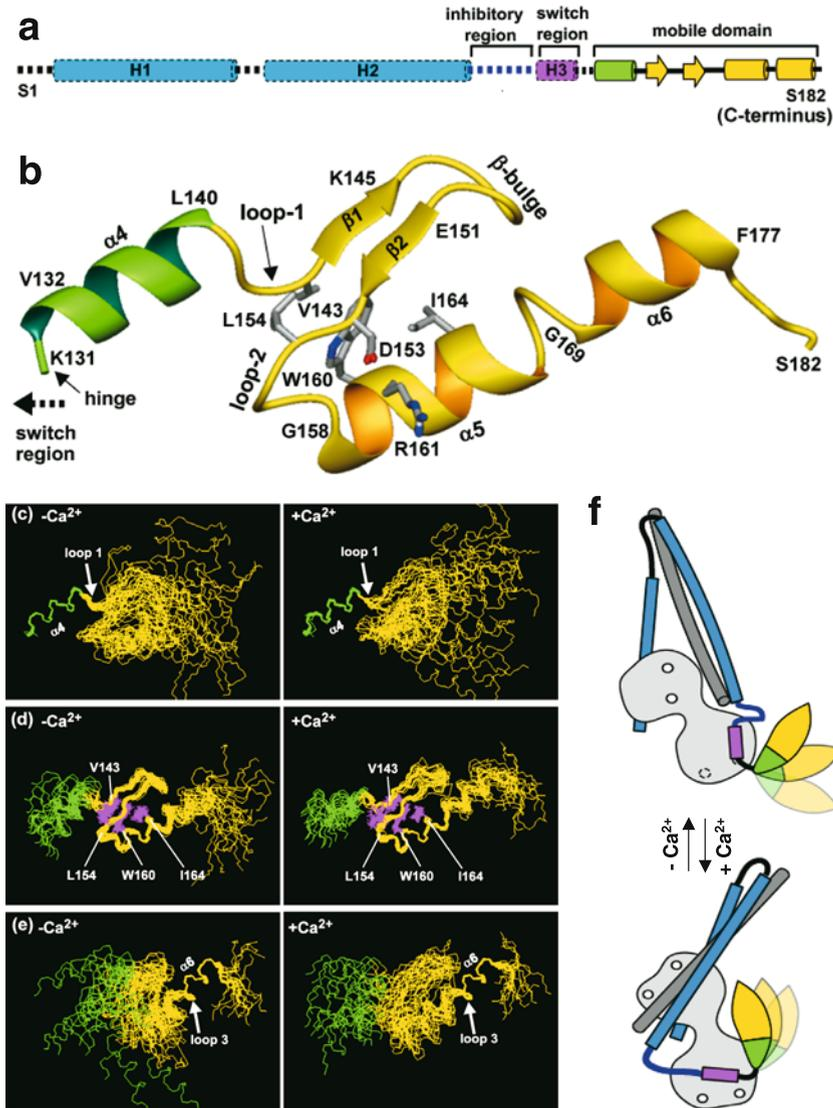 a
inhibitory region
switch region
mobile domain
H1
H2
H3
S1
S182
(C-terminus)
b
K145
β-bulge
L140
loop-1
β1
α4
β2
E151
F177
V132
V143
I164
L154
α6
D153
K131
G169
loop-2
W160
S182
hinge
switch region
G158
α5
R161
(c) -Ca²⁺
+Ca²⁺
loop 1
loop 1
α4
α4
(d) -Ca²⁺
+Ca²⁺
V143
V143
L154 W160 I164
L154 W160 I164
(e) -Ca²⁺
+Ca²⁺
α6
α6
loop 3
loop 3
f
- Ca²⁺
+ Ca²⁺